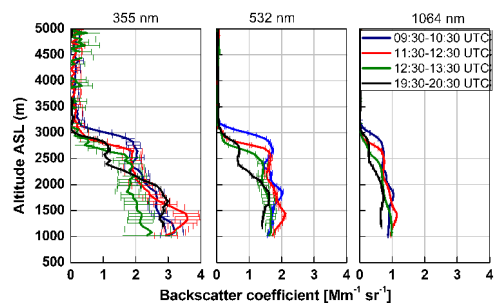 355 nm 532 nm 1064 nm
5000
4500
4000
3500
3000
2500
2000
1500
1000
500
Altitude ASL (m)
09:30-10:30 UTC
11:30-12:30 UTC
12:30-13:30 UTC
19:30-20:30 UTC
0 1 2 3 4 0 1 2 3 4 0 1 2 3 4
Backscatter coefficient [Mm⁻¹ sr⁻¹]